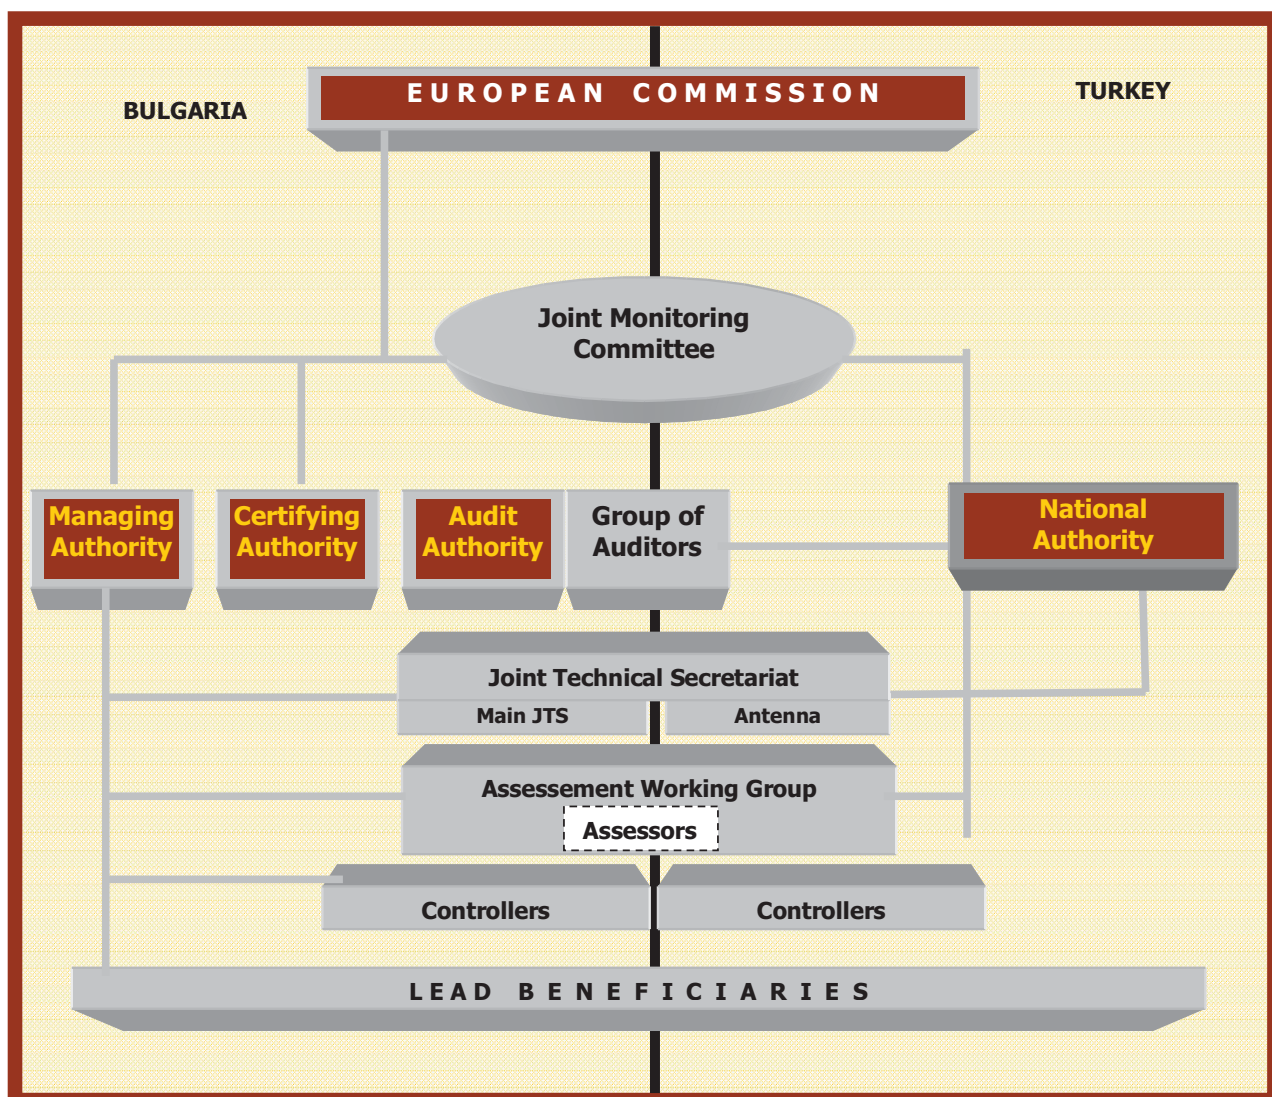 EUROPEAN COMMISSION
BULGARIA
TURKEY
Joint Monitoring
Committee
Managing
Authority
Certifying
Authority
Audit
Authority
Group of
Auditors
National
Authority
Joint Technical Secretariat
Main JTS
Antenna
Assessement Working Group
Assessors
Controllers
Controllers
LEAD BENEFICIARIES